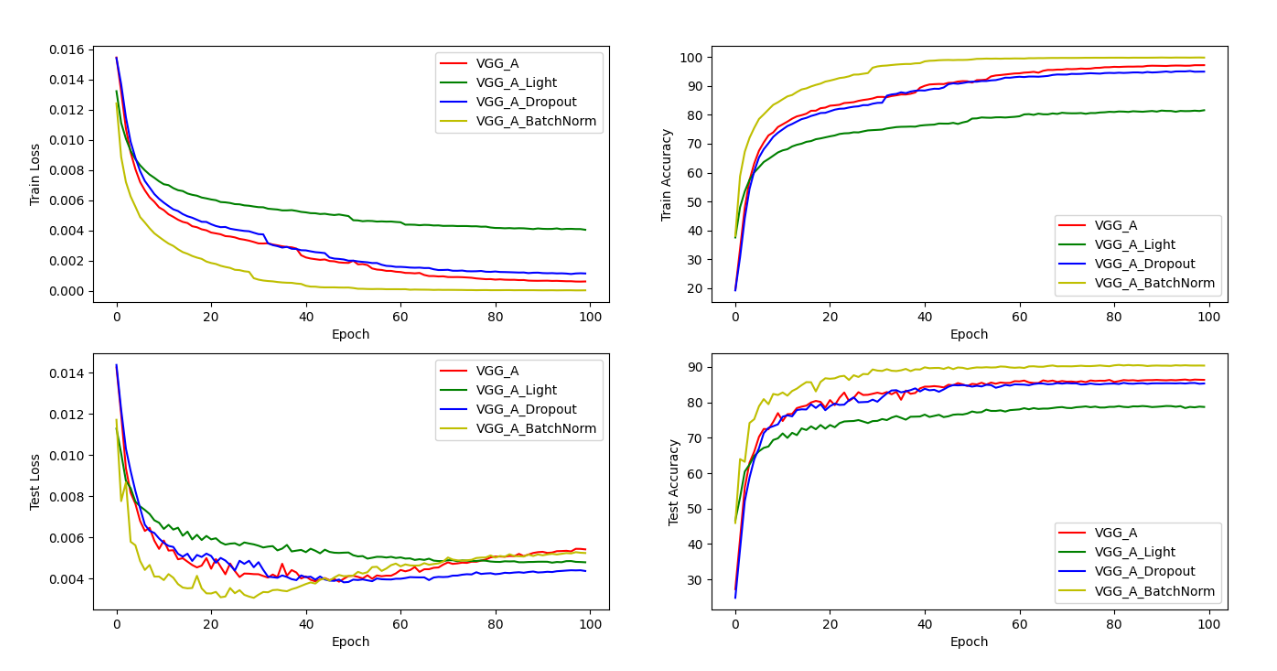 Train Loss
0.016
0.014
0.012
0.010
0.008
0.006
0.004
0.002
0.000
VGG_A
VGG_A_Light
VGG_A_Dropout
VGG_A_BatchNorm
0 20 40 60 80 100
Epoch
Train Accuracy
100
90
80
70
60
50
40
30
20
VGG_A
VGG_A_Light
VGG_A_Dropout
VGG_A_BatchNorm
0 20 40 60 80 100
Epoch
Test Loss
0.014
0.012
0.010
0.008
0.006
0.004
VGG_A
VGG_A_Light
VGG_A_Dropout
VGG_A_BatchNorm
0 20 40 60 80 100
Epoch
Test Accuracy
90
80
70
60
50
40
30
VGG_A
VGG_A_Light
VGG_A_Dropout
VGG_A_BatchNorm
0 20 40 60 80 100
Epoch